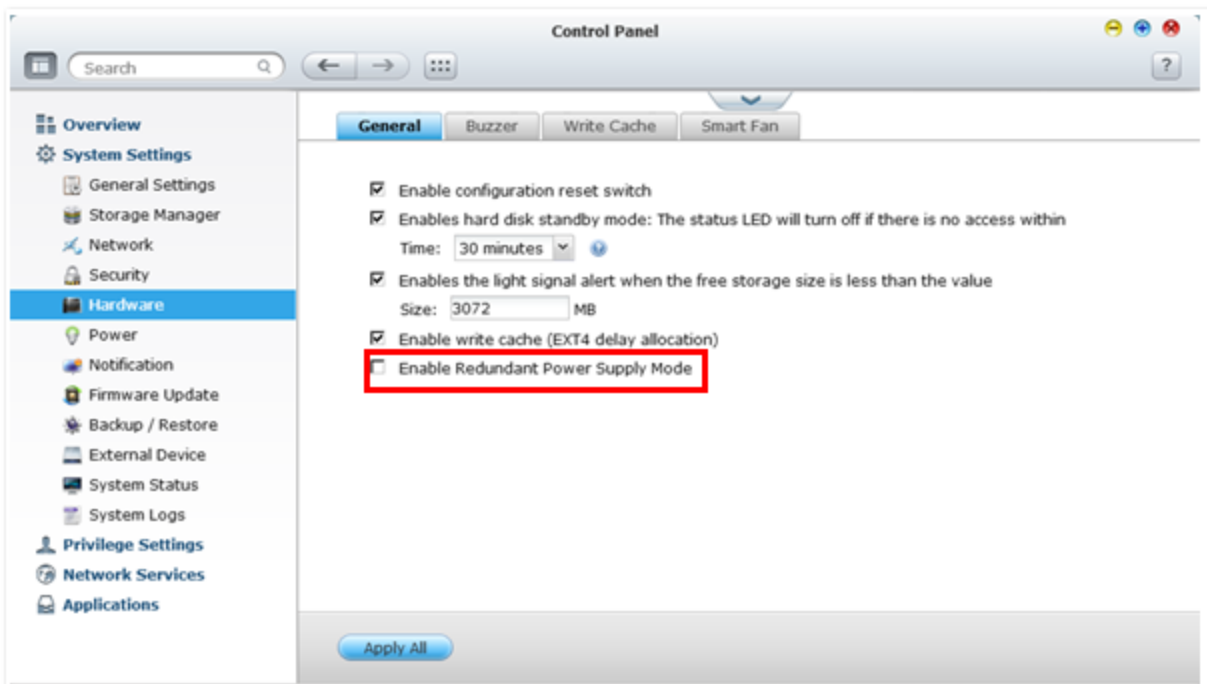 Control Panel
Search
?
Overview
System Settings
General Settings
Storage Manager
Network
Security
Hardware
Power
Notification
Firmware Update
Backup / Restore
External Device
System Status
System Logs
Privilege Settings
Network Services
Applications
General Buzzer Write Cache Smart Fan
Enable configuration reset switch
Enables hard disk standby mode: The status LED will turn off if there is no access within
Time: 30 minutes
Enables the light signal alert when the free storage size is less than the value
Size: 3072 MB
Enable write cache (EXT4 delay allocation)
Enable Redundant Power Supply Mode
Apply All